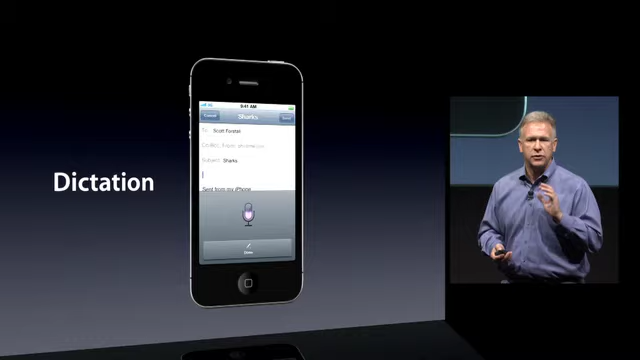 Dictation
9:41 AM
Cancel
Sharks
Send
To: Scott Forstall
Subject: Sharks
Sent from my iPhone
Done